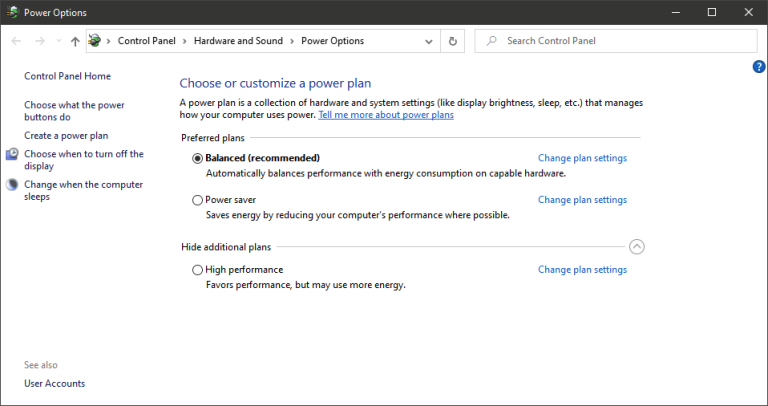 Power Options
Control Panel
Hardware and Sound
Power Options
Search Control Panel
Control Panel Home
Choose what the power
buttons do
Create a power plan
Choose when to turn off the
display
Change when the computer
sleeps
Choose or customize a power plan
A power plan is a collection of hardware and system settings (like display brightness, sleep, etc.) that manages
how your computer uses power. Tell me more about power plans
Preferred plans
Balanced (recommended) Change plan settings
Automatically balances performance with energy consumption on capable hardware.
Power saver Change plan settings
Saves energy by reducing your computer's performance where possible.
Hide additional plans
High performance Change plan settings
Favors performance, but may use more energy.
See also
User Accounts